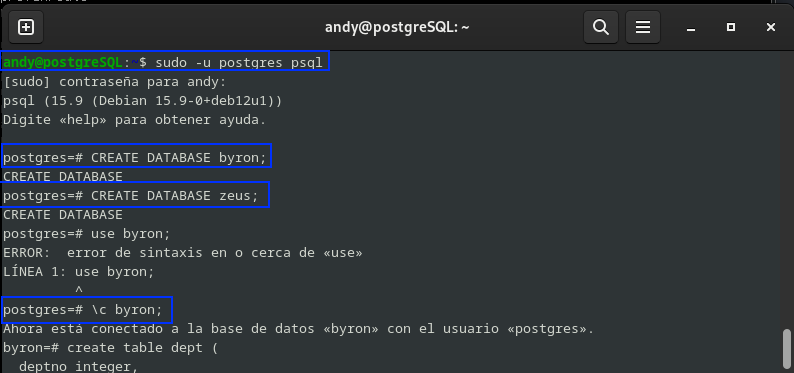 andy@postgreSQL: ~
andy@postgreSQL:~$ sudo -u postgres psql
[sudo] contraseña para andy:
psql (15.9 (Debian 15.9-0+deb12u1))
Digite «help» para obtener ayuda.
postgres=# CREATE DATABASE byron;
CREATE DATABASE
postgres=# CREATE DATABASE zeus;
CREATE DATABASE
postgres=# use byron;
ERROR:  error de sintaxis en o cerca de «use»
LÍNEA 1: use byron;
         ^
postgres=# \c byron;
Ahora está conectado a la base de datos «byron» con el usuario «postgres».
byron=# create table dept (
  deptno integer,